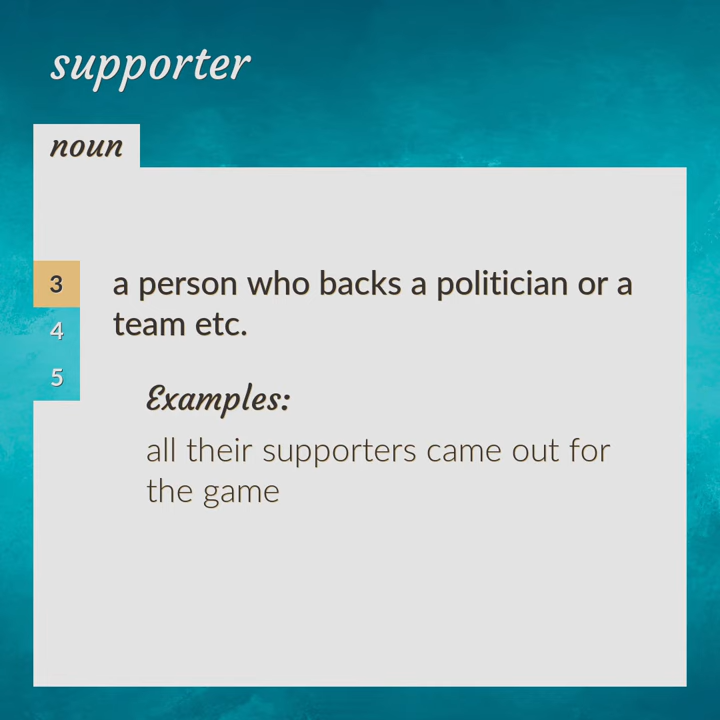 supporter
noun
3
a person who backs a politician or a
team etc.
4
5
Examples:
all their supporters came out for
the game